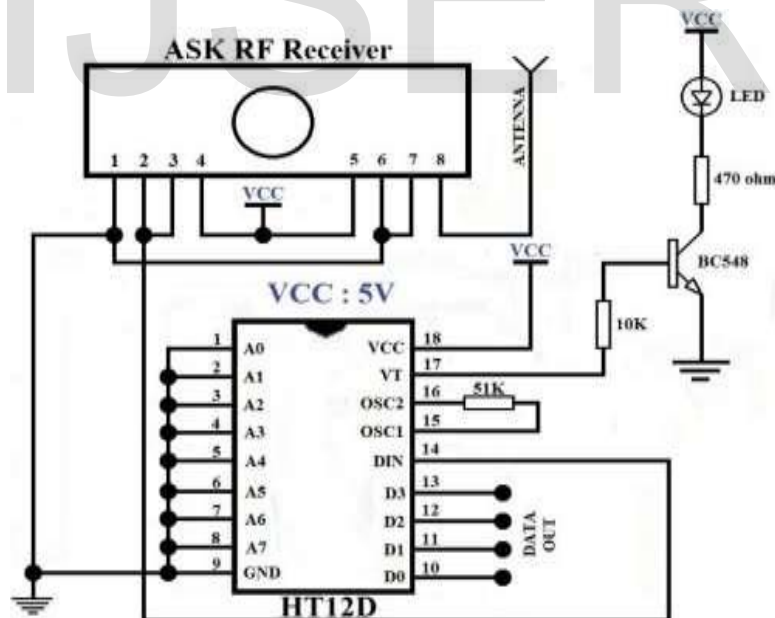 IJSER
ASK RF Receiver
1 2 3 4 5 6 7 8
VCC
ANTENNA
VCC
LED
470 ohm
BC548
10K
VCC
VCC : 5V
1 A0
2 A1
3 A2
4 A3
5 A4
6 A5
7 A6
8 A7
9 GND
VCC 18
VT 17
OSC2 16
51K
OSC1 15
DIN 14
D3 13
D2 12
D1 11
D0 10
DATA
OUT
HT12D